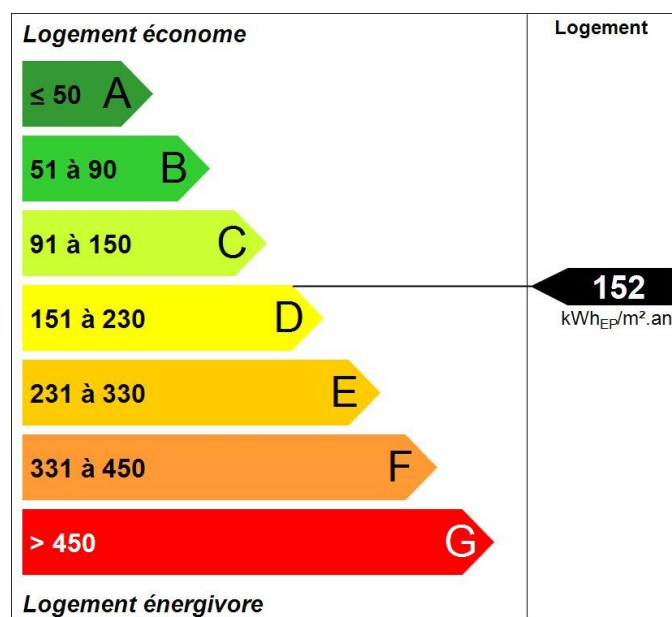 Logement économe
Logement
≤ 50 A
51 à 90 B
91 à 150 C
152
kWhEP/m².an
151 à 230 D
231 à 330 E
331 à 450 F
> 450 G
Logement énergivore